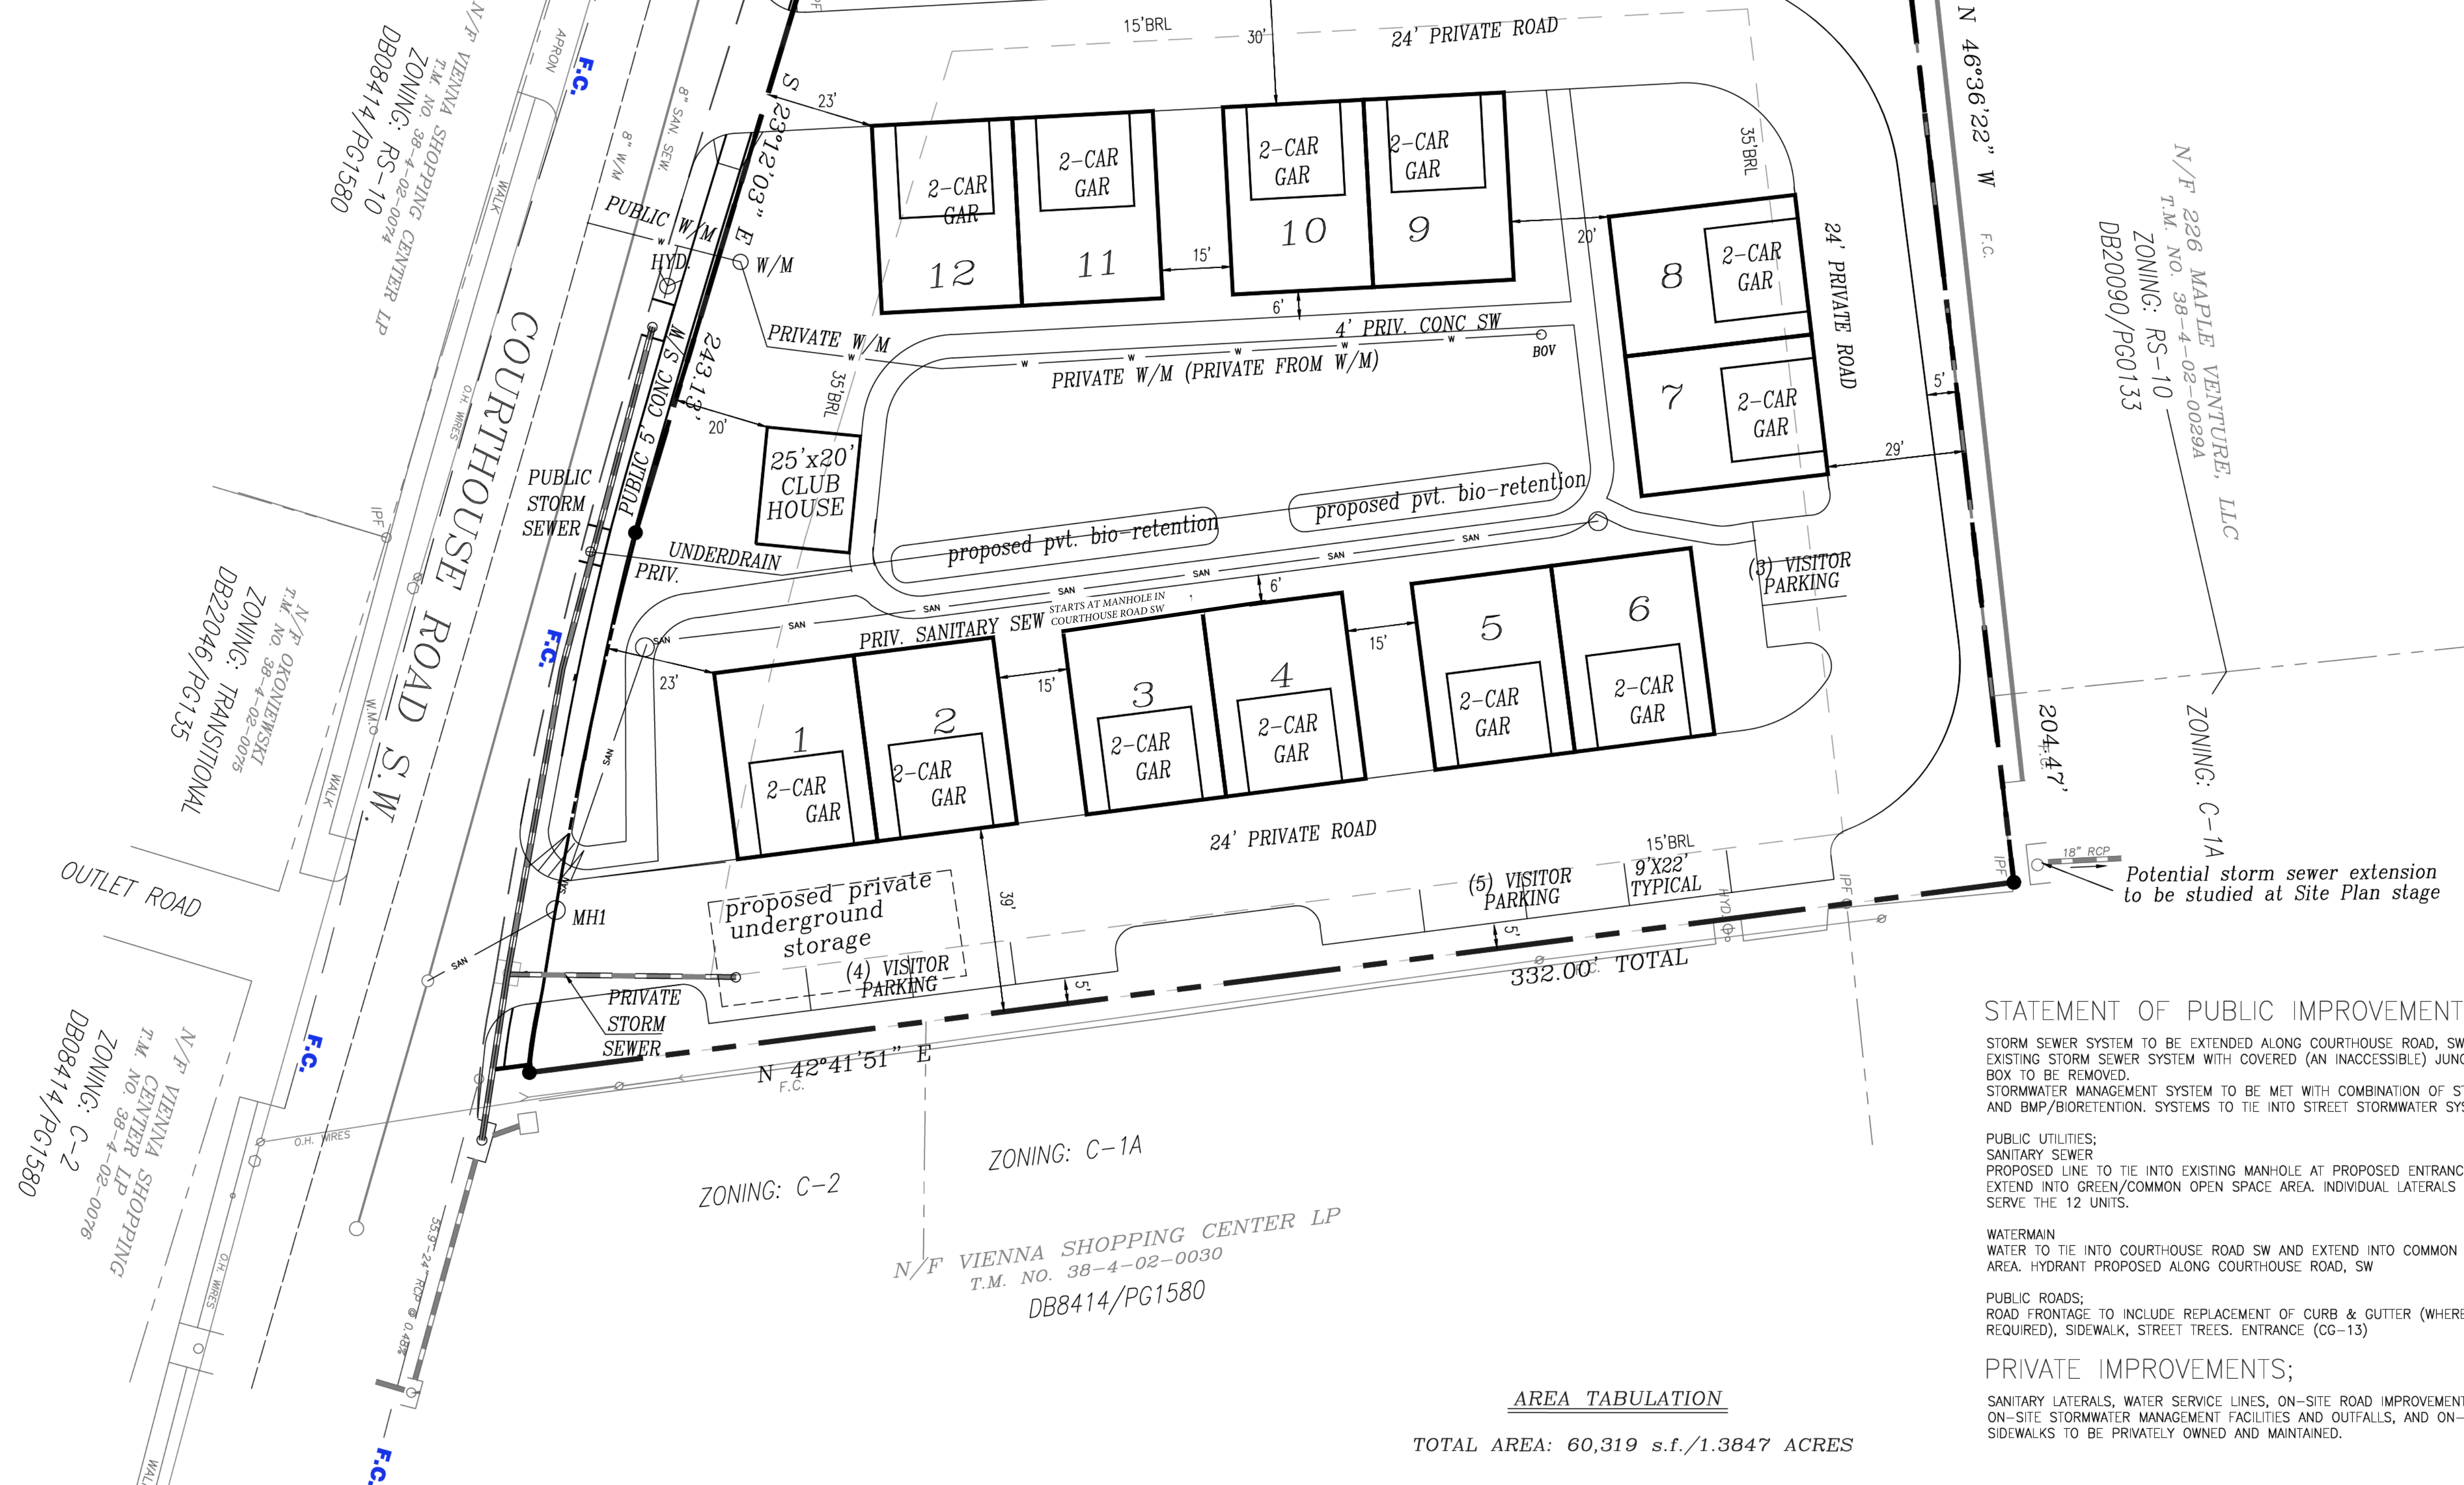 N/F VIENNA SHOPPING CENTER LP
T.M. NO. 38-4-02-0074
ZONING: RS-10
DB08414/PG1580
APRON
F.C.
WALK
8" SAN. SEW.
8" W/M
PUBLIC W/M
W
HYD.
W/M
S 23°12'03" E
243.13'
15'BRL
30'
24' PRIVATE ROAD
23'
2-CAR
GAR
12
2-CAR
GAR
11
15'
2-CAR
GAR
10
2-CAR
GAR
9
20'
35'BRL
2-CAR
GAR
8
2-CAR
GAR
7
24' PRIVATE ROAD
5'
29'
N 46°36'22" W
F.C.
N/F 226 MAPLE VENTURE, LLC
T.M. NO. 38-4-02-0029A
ZONING: RS-10
DB20090/PG0133
6'
4' PRIV. CONC SW
BOV
PRIVATE W/M
W
W
W
W
W
W
PRIVATE W/M (PRIVATE FROM W/M)
35'BRL
COURTHOUSE ROAD S.W.
O.H. WIRES
IPF
PUBLIC 5' CONC S/W
20'
25'x20'
CLUB
HOUSE
PUBLIC
STORM
SEWER
proposed pvt. bio-retention
proposed pvt. bio-retention
UNDERDRAIN
PRIV.
SAN
SAN
SAN
SAN
SAN
SAN
SAN
SAN
PRIV. SANITARY SEW
STARTS AT MANHOLE IN
COURTHOUSE ROAD SW
6'
(3) VISITOR
PARKING
N/F OKONIEWSKI
T.M. NO. 38-4-02-0075
ZONING: TRANSITIONAL
DB22046/PG135
F.C.
W.M.
WALK
23'
1
2-CAR
GAR
2
2-CAR
GAR
15'
3
2-CAR
GAR
4
2-CAR
GAR
15'
5
2-CAR
GAR
6
2-CAR
GAR
204.47'
F.C.
ZONING: C-1A
SAN
SAN
24' PRIVATE ROAD
15'BRL
9'X22'
TYPICAL
(5) VISITOR
PARKING
HYD.
IPF
IPF
18" RCP
Potential storm sewer extension
to be studied at Site Plan stage
OUTLET ROAD
MH1
SAN
proposed private
underground
storage
(4) VISITOR
PARKING
39'
5'
5'
332.00' TOTAL
F.C.
PRIVATE
STORM
SEWER
N 42°41'51" E
F.C.
N/F VIENNA SHOPPING
CENTER LP
T.M. NO. 38-4-02-0076
ZONING: C-2
DB08414/PG1580
F.C.
O.H. WIRES
O.H. WIRES
55.9'-24" RCP @ 0.48%
WAL
F.C.
ZONING: C-2
ZONING: C-1A
N/F VIENNA SHOPPING CENTER LP
T.M. NO. 38-4-02-0030
DB8414/PG1580
AREA TABULATION
TOTAL AREA: 60,319 s.f./1.3847 ACRES
STATEMENT OF PUBLIC IMPROVEMENT
STORM SEWER SYSTEM TO BE EXTENDED ALONG COURTHOUSE ROAD, SW
EXISTING STORM SEWER SYSTEM WITH COVERED (AN INACCESSIBLE) JUNC
BOX TO BE REMOVED.
STORMWATER MANAGEMENT SYSTEM TO BE MET WITH COMBINATION OF ST
AND BMP/BIORETENTION. SYSTEMS TO TIE INTO STREET STORMWATER SYS
PUBLIC UTILITIES;
SANITARY SEWER
PROPOSED LINE TO TIE INTO EXISTING MANHOLE AT PROPOSED ENTRANC
EXTEND INTO GREEN/COMMON OPEN SPACE AREA. INDIVIDUAL LATERALS
SERVE THE 12 UNITS.
WATERMAIN
WATER TO TIE INTO COURTHOUSE ROAD SW AND EXTEND INTO COMMON
AREA. HYDRANT PROPOSED ALONG COURTHOUSE ROAD, SW
PUBLIC ROADS;
ROAD FRONTAGE TO INCLUDE REPLACEMENT OF CURB & GUTTER (WHERE
REQUIRED), SIDEWALK, STREET TREES. ENTRANCE (CG-13)
PRIVATE IMPROVEMENTS;
SANITARY LATERALS, WATER SERVICE LINES, ON-SITE ROAD IMPROVEMENT
ON-SITE STORMWATER MANAGEMENT FACILITIES AND OUTFALLS, AND ON-
SIDEWALKS TO BE PRIVATELY OWNED AND MAINTAINED.